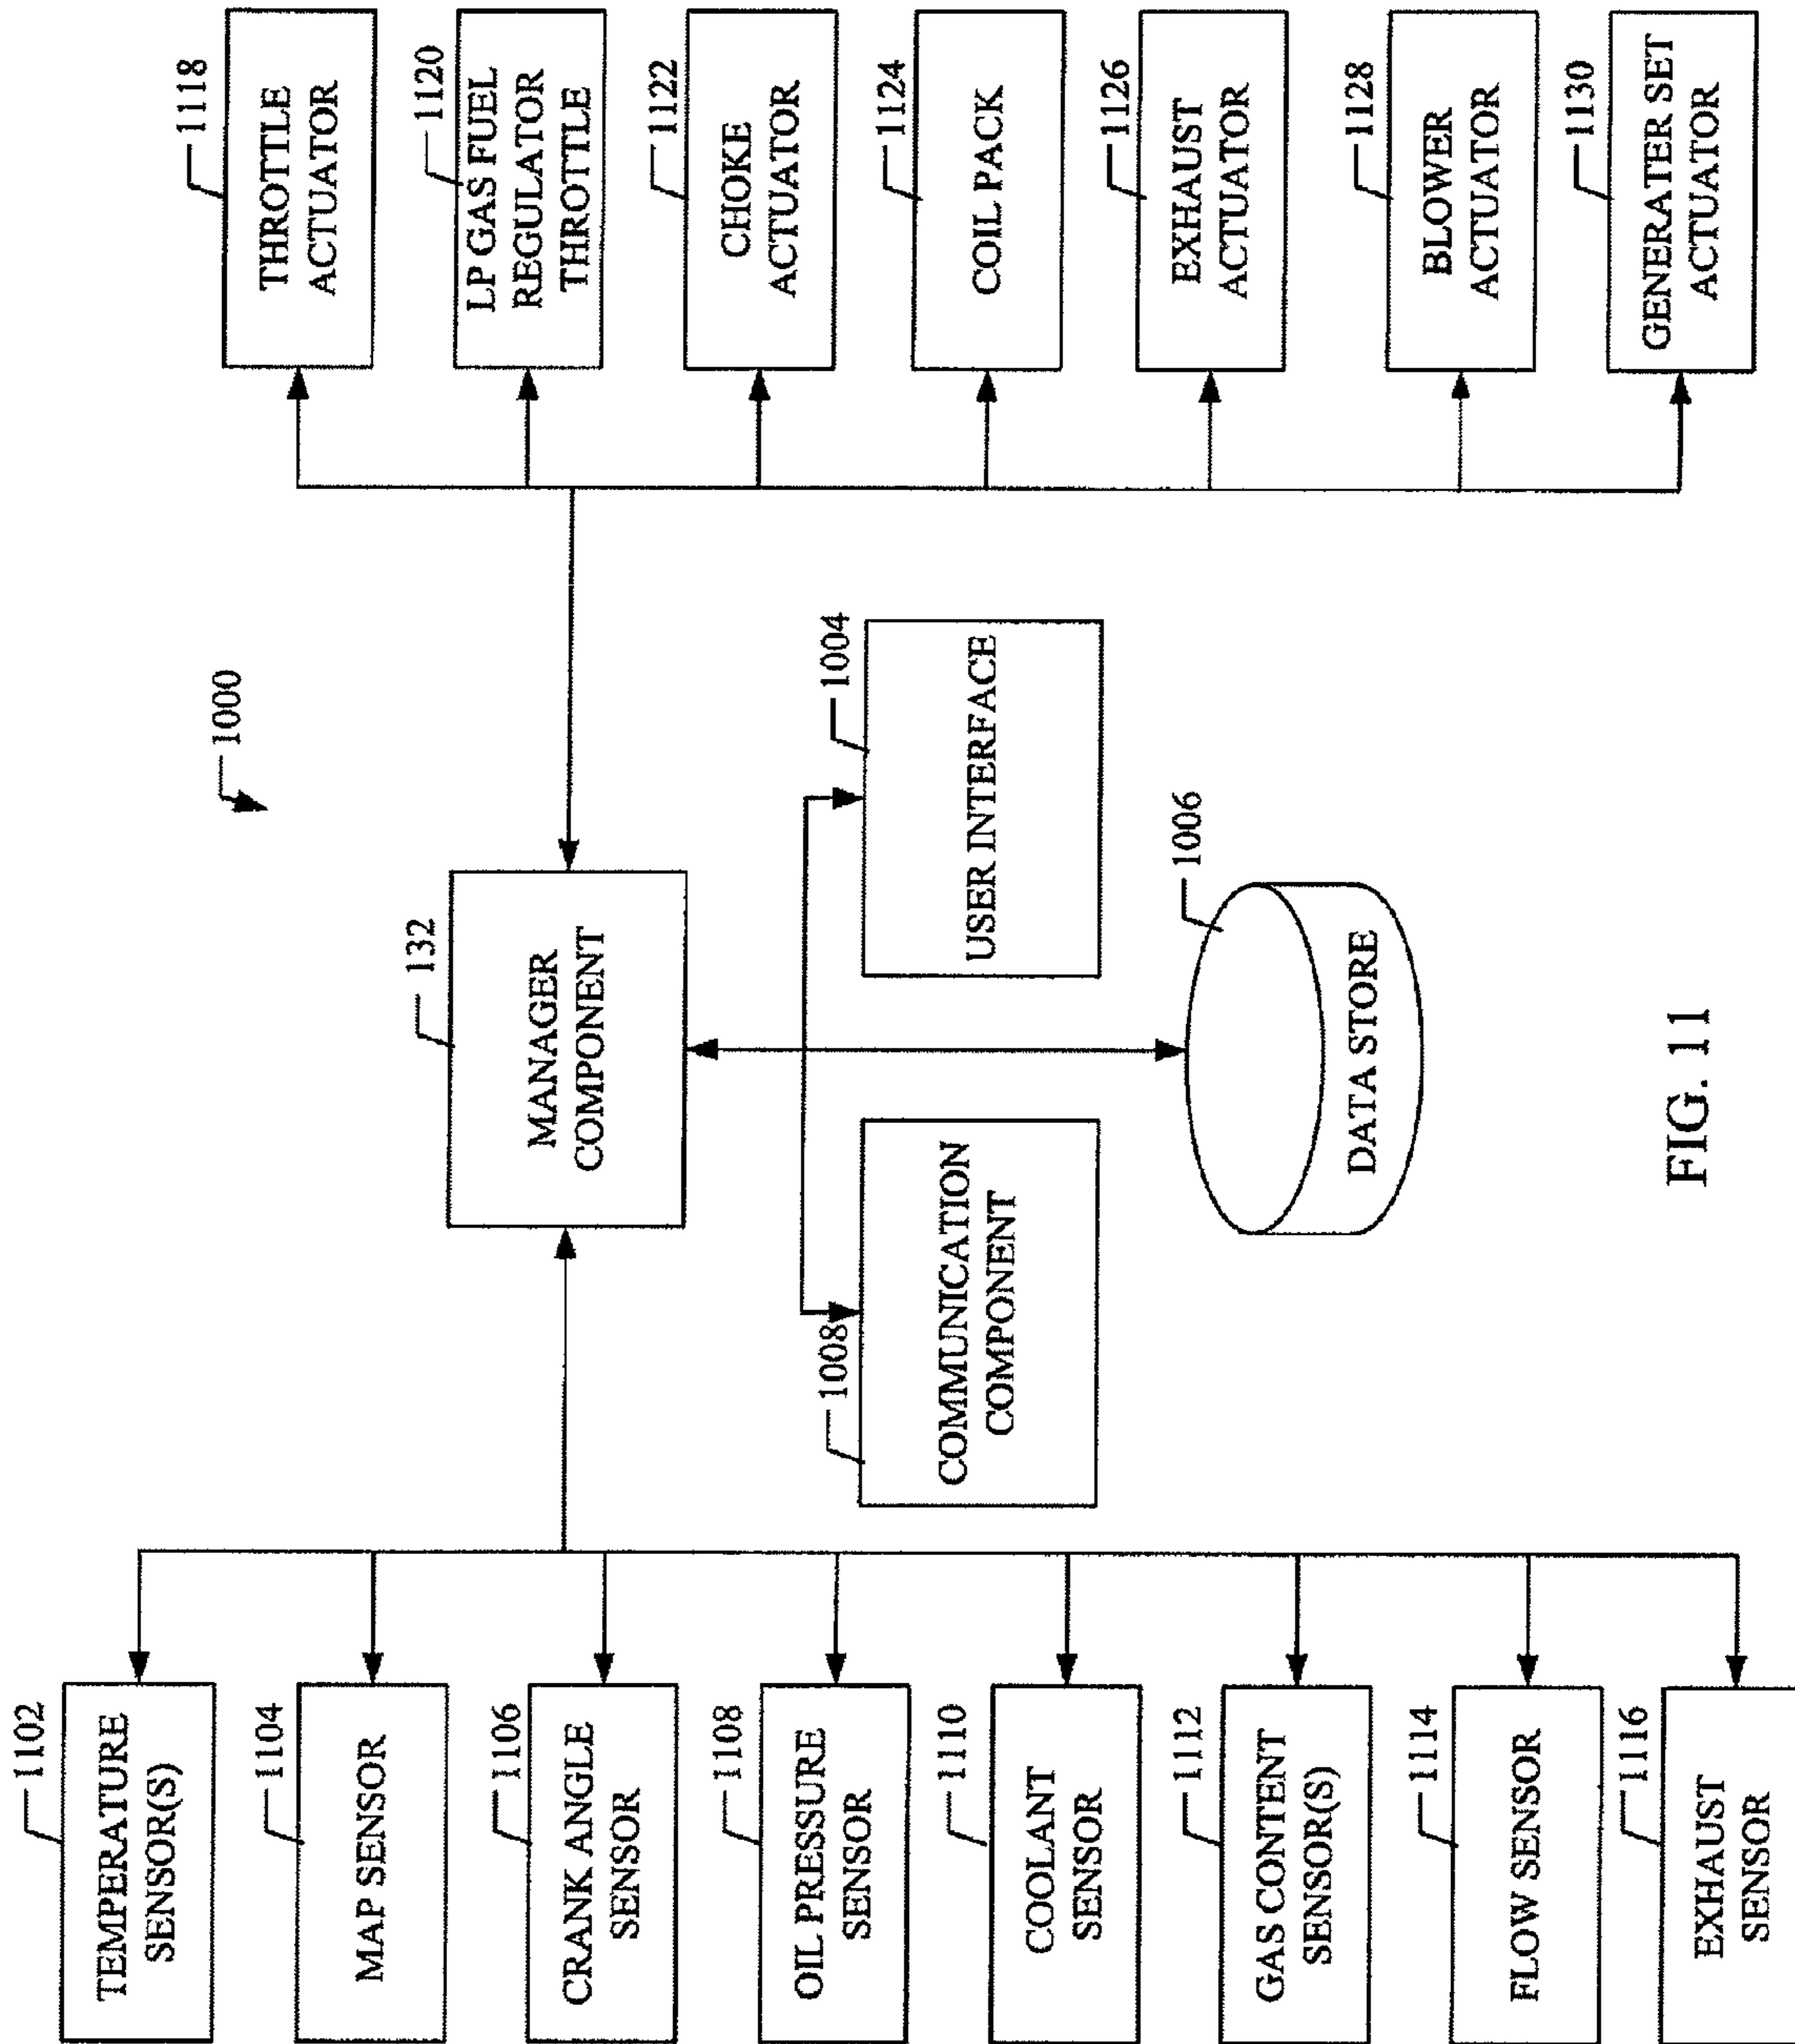 1000
1102
TEMPERATURE
SENSOR(S)
1104
MAP SENSOR
1106
CRANK ANGLE
SENSOR
1108
OIL PRESSURE
SENSOR
1110
COOLANT
SENSOR
1112
GAS CONTENT
SENSOR(S)
1114
FLOW SENSOR
1116
EXHAUST
SENSOR
132
MANAGER
COMPONENT
1008
COMMUNICATION
COMPONENT
1004
USER INTERFACE
1006
DATA STORE
1118
THROTTLE
ACTUATOR
1120
LP GAS FUEL
REGULATOR
THROTTLE
1122
CHOKE
ACTUATOR
1124
COIL PACK
1126
EXHAUST
ACTUATOR
1128
BLOWER
ACTUATOR
1130
GENERATER SET
ACTUATOR
FIG. 11